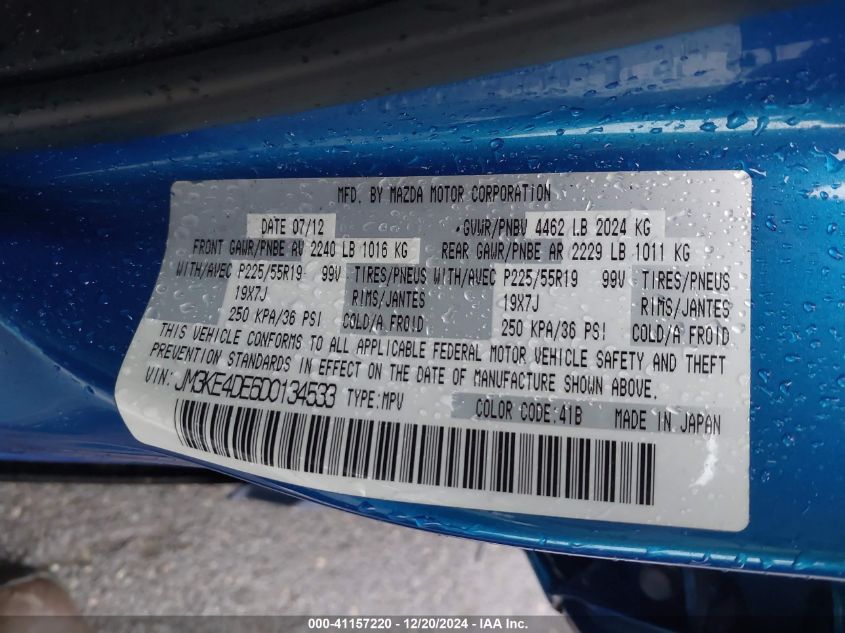 MFD. BY MAZDA MOTOR CORPORATION
DATE 07/12 GVWR/PNBV 4462 LB 2024 KG
FRONT GAWR/PNBE AV 2240 LB 1016 KG REAR GAWR/PNBE AR 2229 LB 1011 KG
WITH/AVEC P225/55R19 99V TIRES/PNEUS WITH/AVEC P225/55R19 99V TIRES/PNEUS
19X7J RIMS/JANTES 19X7J RIMS/JANTES
250 KPA/36 PSI COLD/A FROID 250 KPA/36 PSI COLD/A FROID
THIS VEHICLE CONFORMS TO ALL APPLICABLE FEDERAL MOTOR VEHICLE SAFETY AND THEFT
PREVENTION STANDARDS IN EFFECT ON THE DATE OF MANUFACTURE SHOWN ABOVE.
VIN: JM3KE4DE6D0134533 TYPE:MPV COLOR CODE:41B MADE IN JAPAN
000-41157220 - 12/20/2024 - IAA Inc.